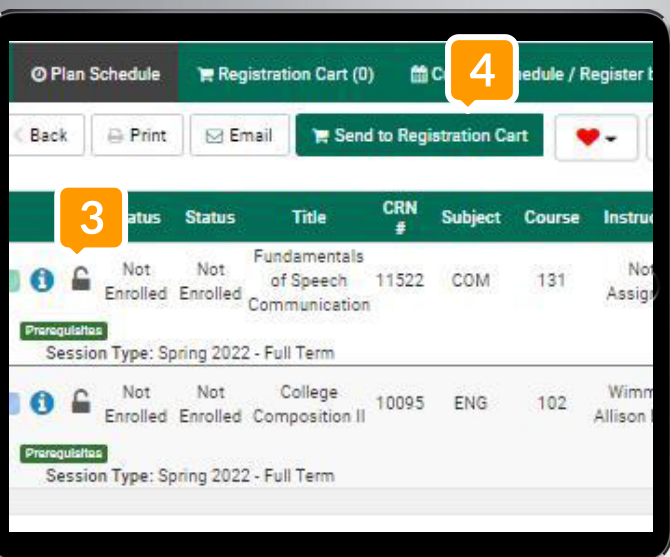 Plan Schedule Registration Cart (0) edule / Register
4
Back Print Email Send to Registration Cart
3
atus Status Title CRN # Subject Course Instruc
Not Enrolled Not Enrolled Fundamentals of Speech Communication 11522 COM 131 Not Assign
Prerequisites
Session Type: Spring 2022 - Full Term
Not Enrolled Not Enrolled College Composition II 10095 ENG 102 Wimm Allison
Prerequisites
Session Type: Spring 2022 - Full Term